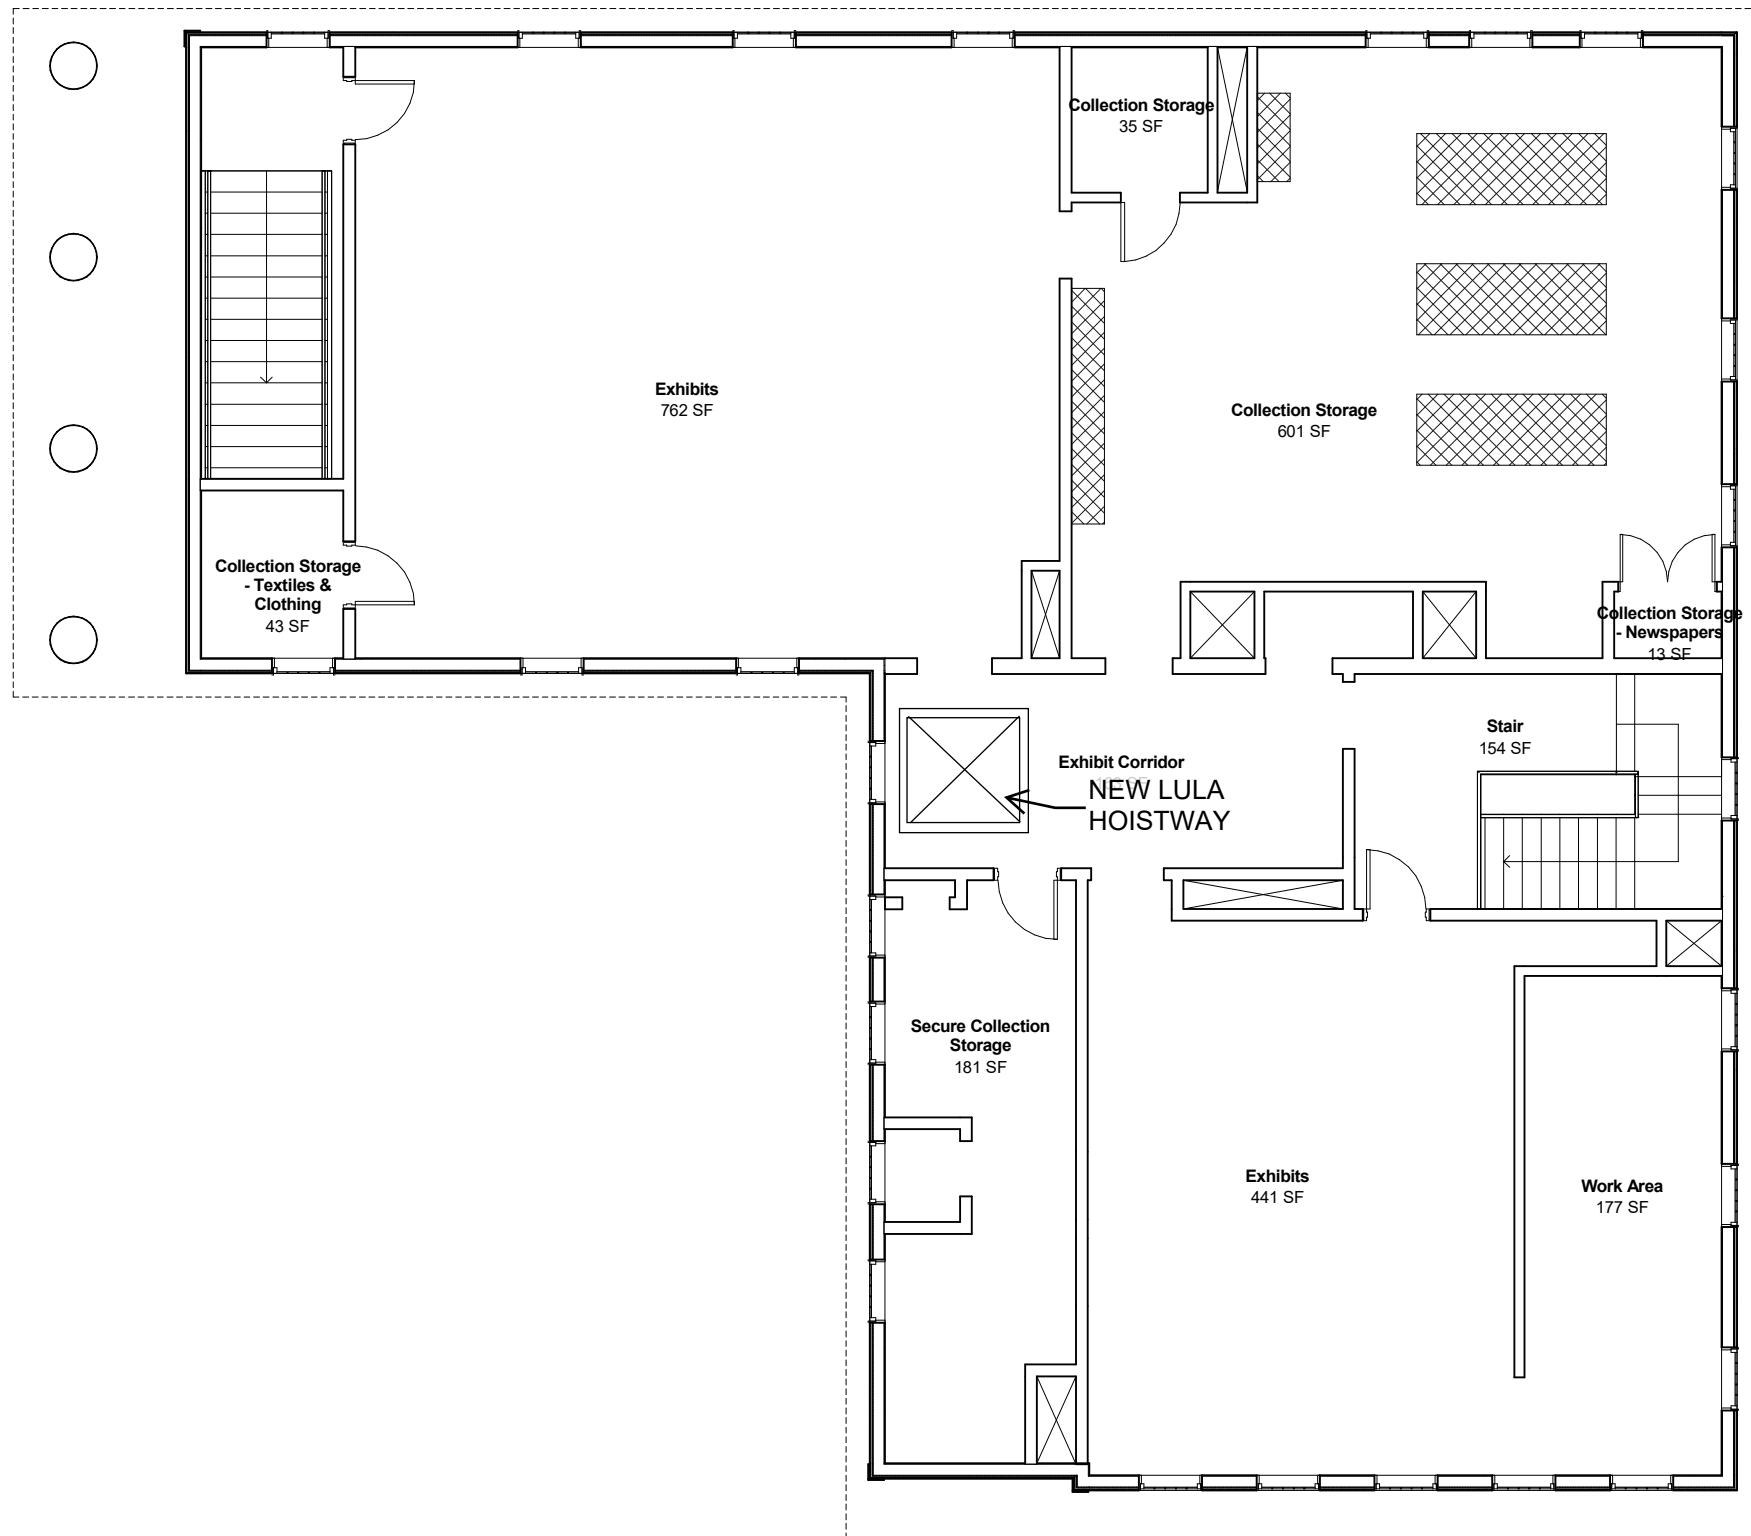 Collection Storage
35 SF
Exhibits
762 SF
Collection Storage
601 SF
Collection Storage
- Textiles &
Clothing
43 SF
Collection Storage
- Newspapers
13 SF
Stair
154 SF
Exhibit Corridor
NEW LULA
HOISTWAY
Secure Collection
Storage
181 SF
Exhibits
441 SF
Work Area
177 SF